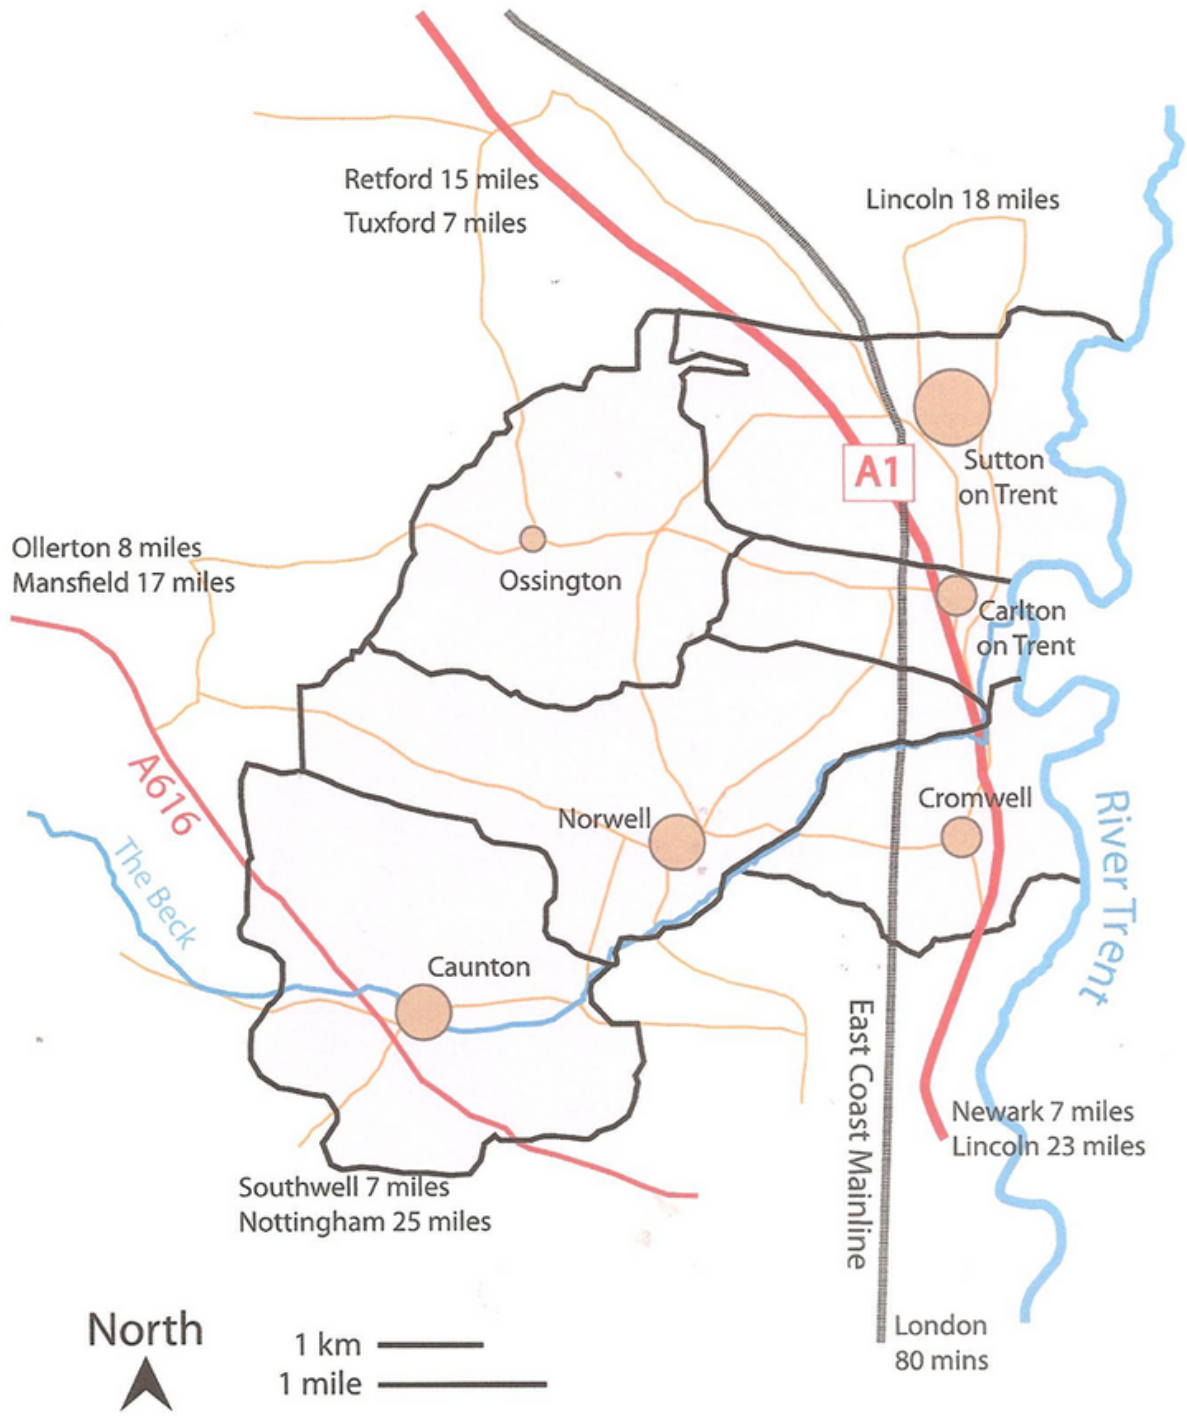 Retford 15 miles
Tuxford 7 miles
Lincoln 18 miles
A1
Sutton
on Trent
Ollerton 8 miles
Mansfield 17 miles
Ossington
Carlton
on Trent
A616
Norwell
Cromwell
River Trent
The Beck
Caunton
East Coast Mainline
Newark 7 miles
Lincoln 23 miles
Southwell 7 miles
Nottingham 25 miles
North
1 km
1 mile
London
80 mins